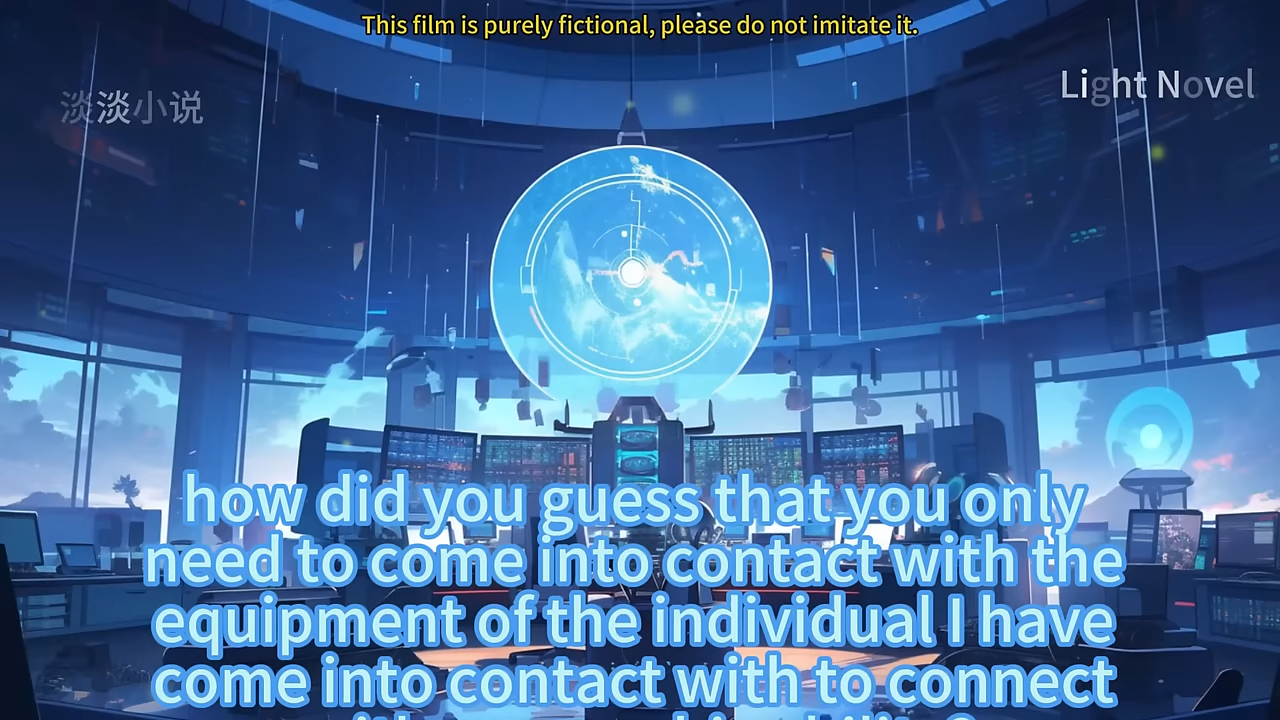 This film is purely fictional, please do not imitate it.
淡淡小说
Light Novel
how did you guess that you only
need to come into contact with the
equipment of the individual I have
come into contact with to connect